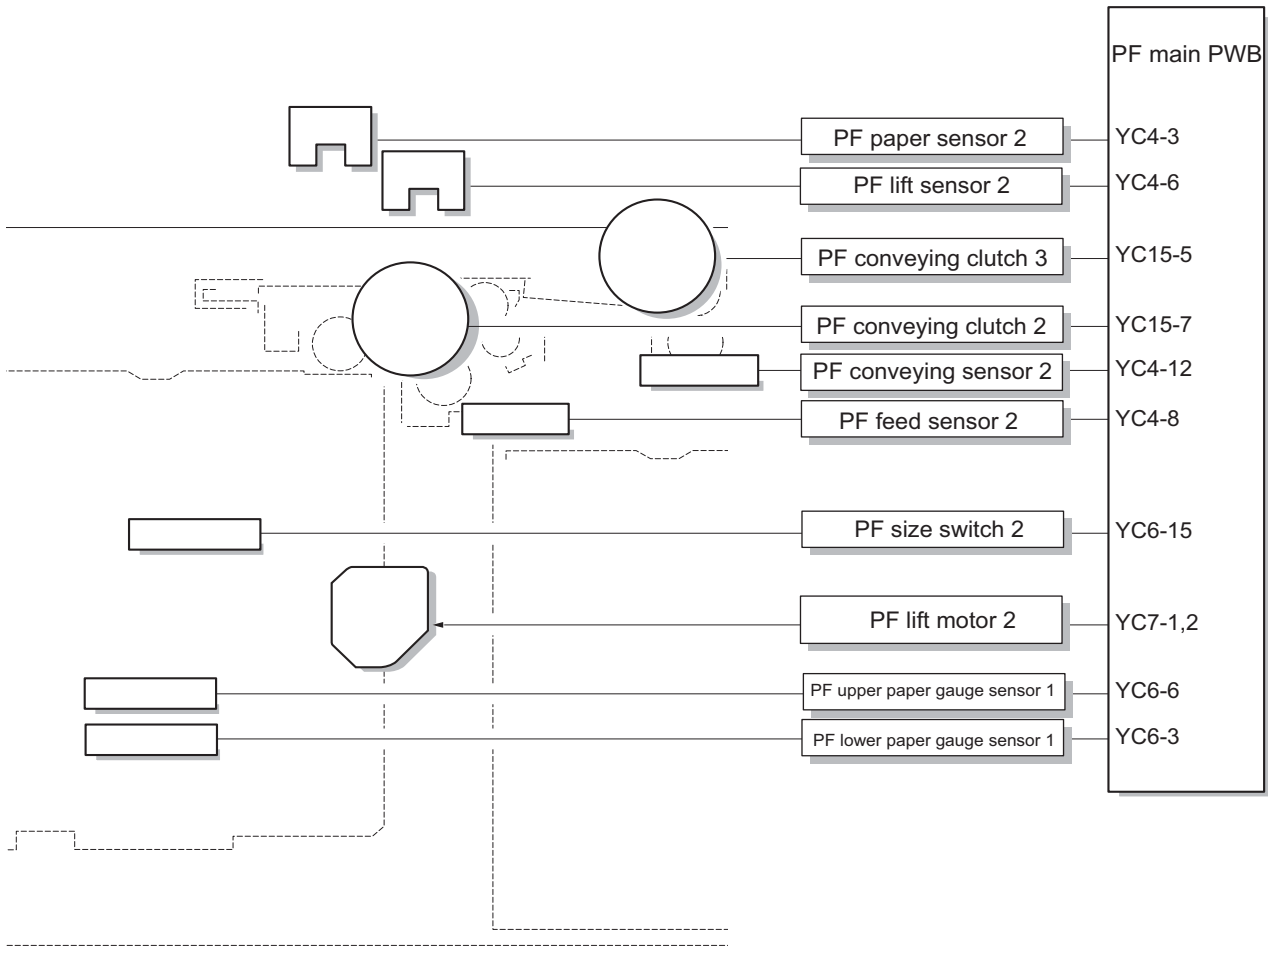 PF main PWB
PF paper sensor 2 YC4-3
PF lift sensor 2 YC4-6
PF conveying clutch 3 YC15-5
PF conveying clutch 2 YC15-7
PF conveying sensor 2 YC4-12
PF feed sensor 2 YC4-8
PF size switch 2 YC6-15
PF lift motor 2 YC7-1,2
PF upper paper gauge sensor 1 YC6-6
PF lower paper gauge sensor 1 YC6-3